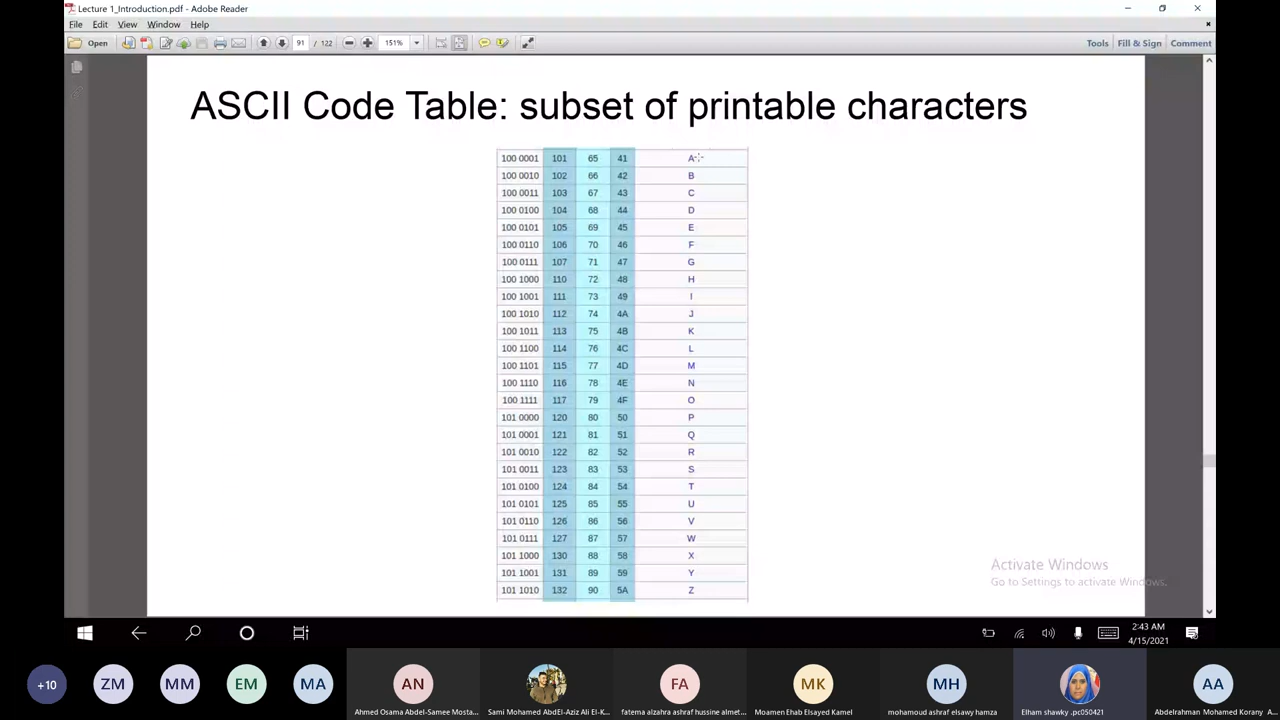 Lecture 1_Introduction.pdf - Adobe Reader
File Edit View Window Help
Open 91 / 122 151% Tools Fill & Sign Comment
ASCII Code Table: subset of printable characters
100 0001 101 65 41 A
100 0010 102 66 42 B
100 0011 103 67 43 C
100 0100 104 68 44 D
100 0101 105 69 45 E
100 0110 106 70 46 F
100 0111 107 71 47 G
100 1000 110 72 48 H
100 1001 111 73 49 I
100 1010 112 74 4A J
100 1011 113 75 4B K
100 1100 114 76 4C L
100 1101 115 77 4D M
100 1110 116 78 4E N
100 1111 117 79 4F O
101 0000 120 80 50 P
101 0001 121 81 51 Q
101 0010 122 82 52 R
101 0011 123 83 53 S
101 0100 124 84 54 T
101 0101 125 85 55 U
101 0110 126 86 56 V
101 0111 127 87 57 W
101 1000 130 88 58 X
101 1001 131 89 59 Y
101 1010 132 90 5A Z
Activate Windows
Go to Settings to activate Windows.
2:43 AM
4/15/2021
+10 ZM MM EM MA AN FA MK MH AA
Ahmed Osama Abdel-Samee Mosta... Sami Mohamed AbdEl-Aziz Ali El-K... fatema alzahra ashraf hussine almet... Moamen Ehab Elsayed Kamel mohamoud ashraf elsawy hamza Elham shawky .pc050421 Abdelrahman Mohamed Korany .A...